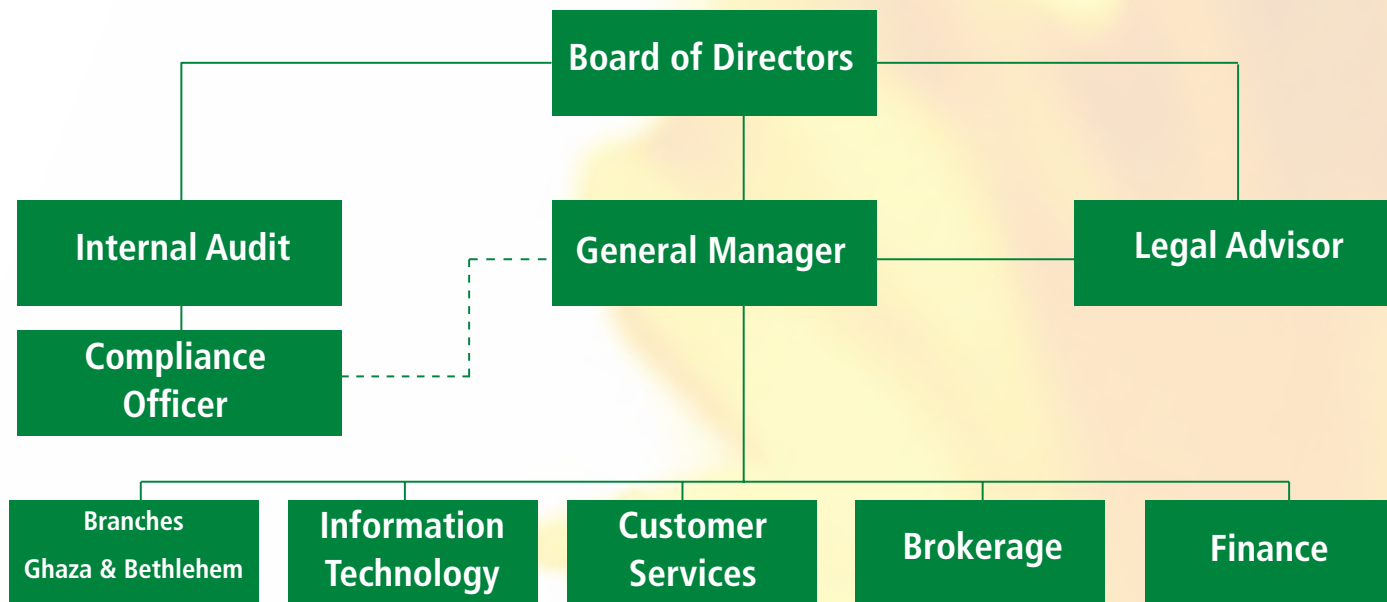 Board of Directors
Internal Audit
General Manager
Legal Advisor
Compliance
Officer
Branches
Ghaza & Bethlehem
Information
Technology
Customer
Services
Brokerage
Finance